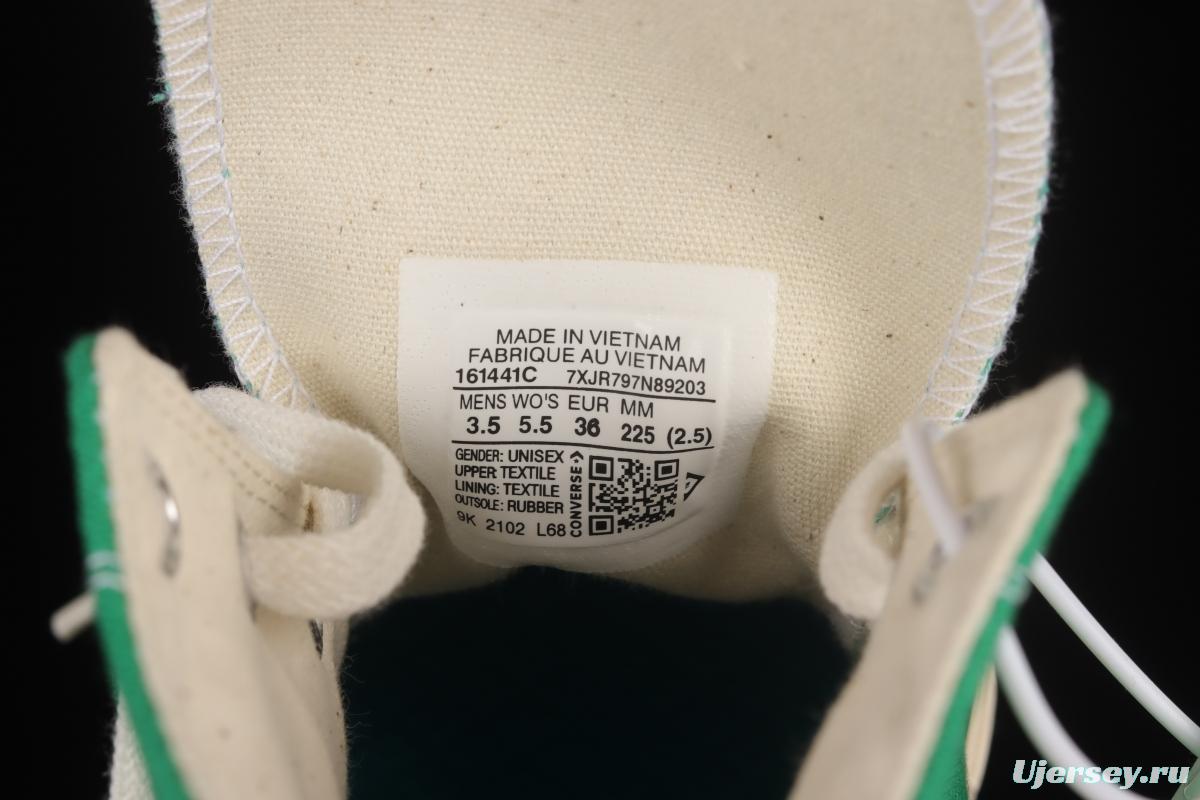 MADE IN VIETNAM
FABRIQUE AU VIETNAM
161441C 7XJR797N89203
MENS WO'S EUR MM
3.5 5.5 36 225 (2.5)
GENDER: UNISEX
UPPER TEXTILE
LINING: TEXTILE
OUTSOLE: RUBBER
9K 2102 L68
CONVERSE
Ujersey.ru